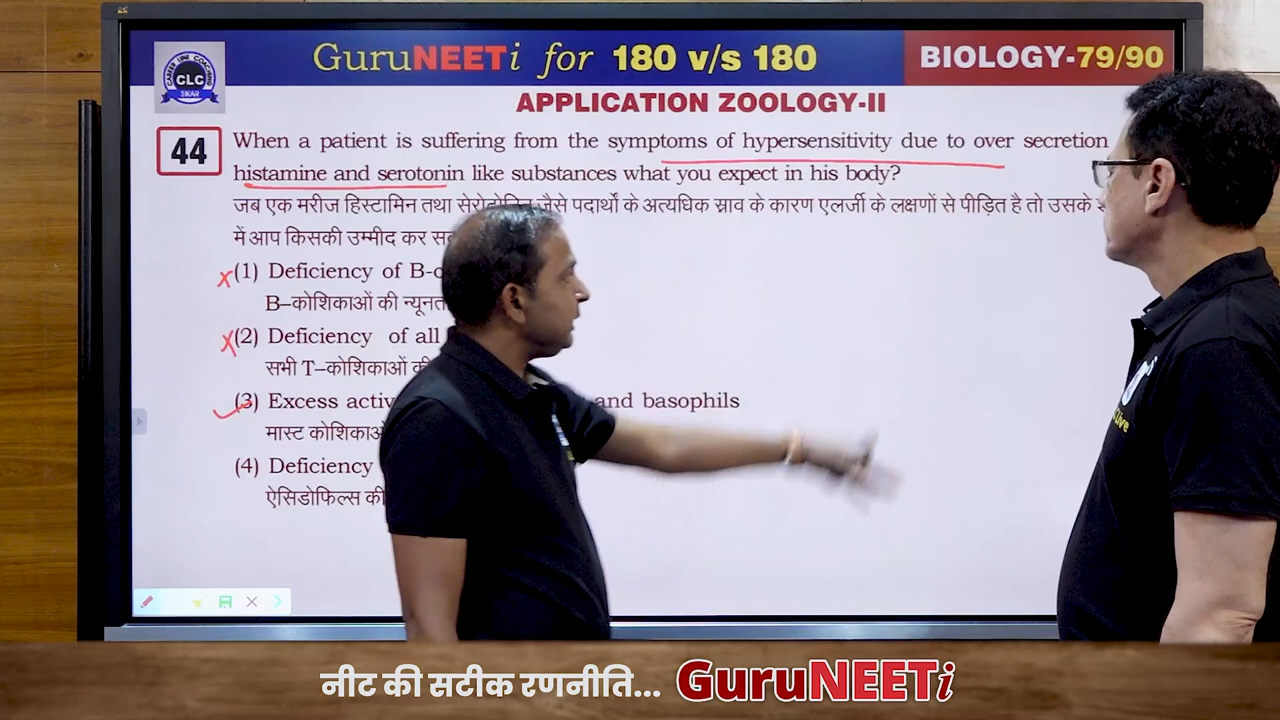 GuruNEETi for 180 v/s 180
BIOLOGY-79/90
CAREER LINE COACHING
CLC
SIKAR
APPLICATION ZOOLOGY-II
44
When a patient is suffering from the symptoms of hypersensitivity due to over secretion
histamine and serotonin like substances what you expect in his body?
जब एक मरीज हिस्टामिन तथा सेरोटोनिन जैसे पदार्थों के अत्यधिक स्राव के कारण एलर्जी के लक्षणों से पीड़ित है तो उसके
में आप किसकी उम्मीद कर
(1) Deficiency of
B–कोशिकाओं की
(2) Deficiency of all
सभी T–कोशिकाओं
(3) Excess and basophils
मास्ट
(4) Deficiency
ऐसिडोफिल्स की
नीट की सटीक रणनीति... GuruNEETi